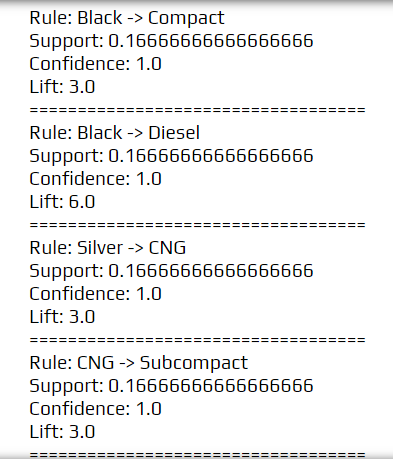 Rule: Black -> Compact
Support: 0.16666666666666666
Confidence: 1.0
Lift: 3.0
===================================
Rule: Black -> Diesel
Support: 0.16666666666666666
Confidence: 1.0
Lift: 6.0
===================================
Rule: Silver -> CNG
Support: 0.16666666666666666
Confidence: 1.0
Lift: 3.0
===================================
Rule: CNG -> Subcompact
Support: 0.16666666666666666
Confidence: 1.0
Lift: 3.0
===================================